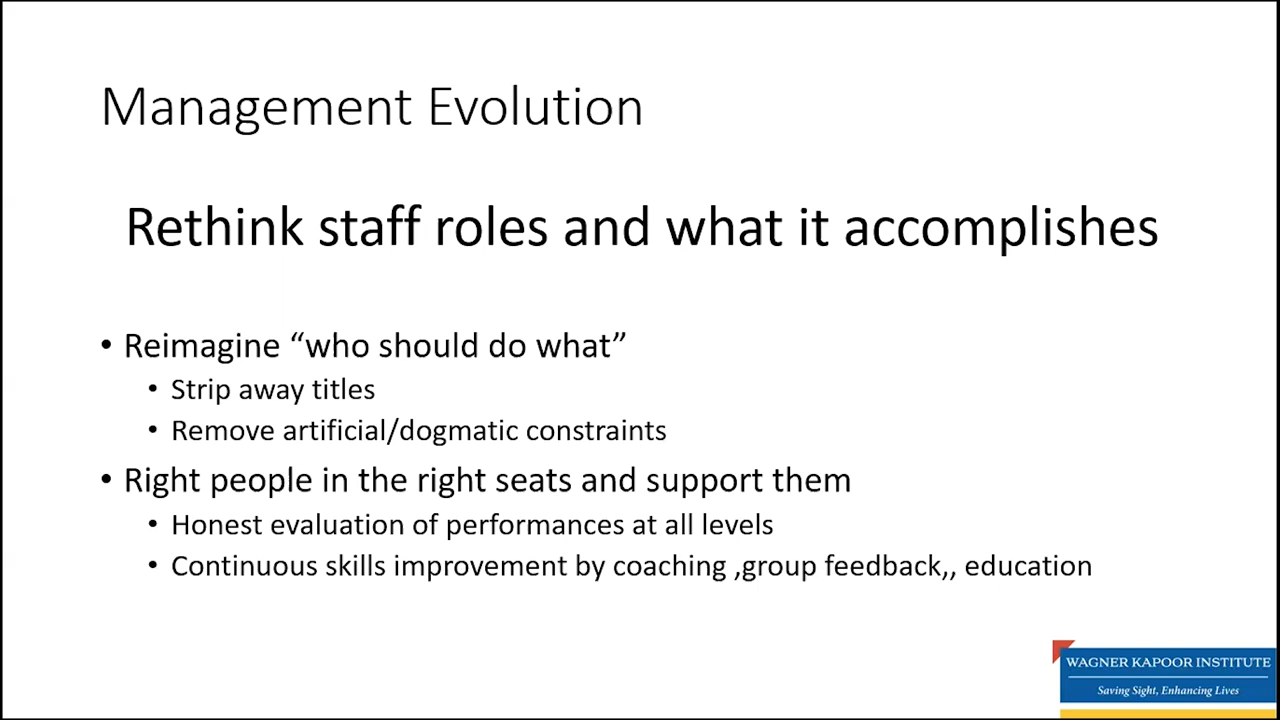 Management Evolution
Rethink staff roles and what it accomplishes
• Reimagine “who should do what”
• Strip away titles
• Remove artificial/dogmatic constraints
• Right people in the right seats and support them
• Honest evaluation of performances at all levels
• Continuous skills improvement by coaching ,group feedback,, education
WAGNER KAPOOR INSTITUTE
Saving Sight, Enhancing Lives